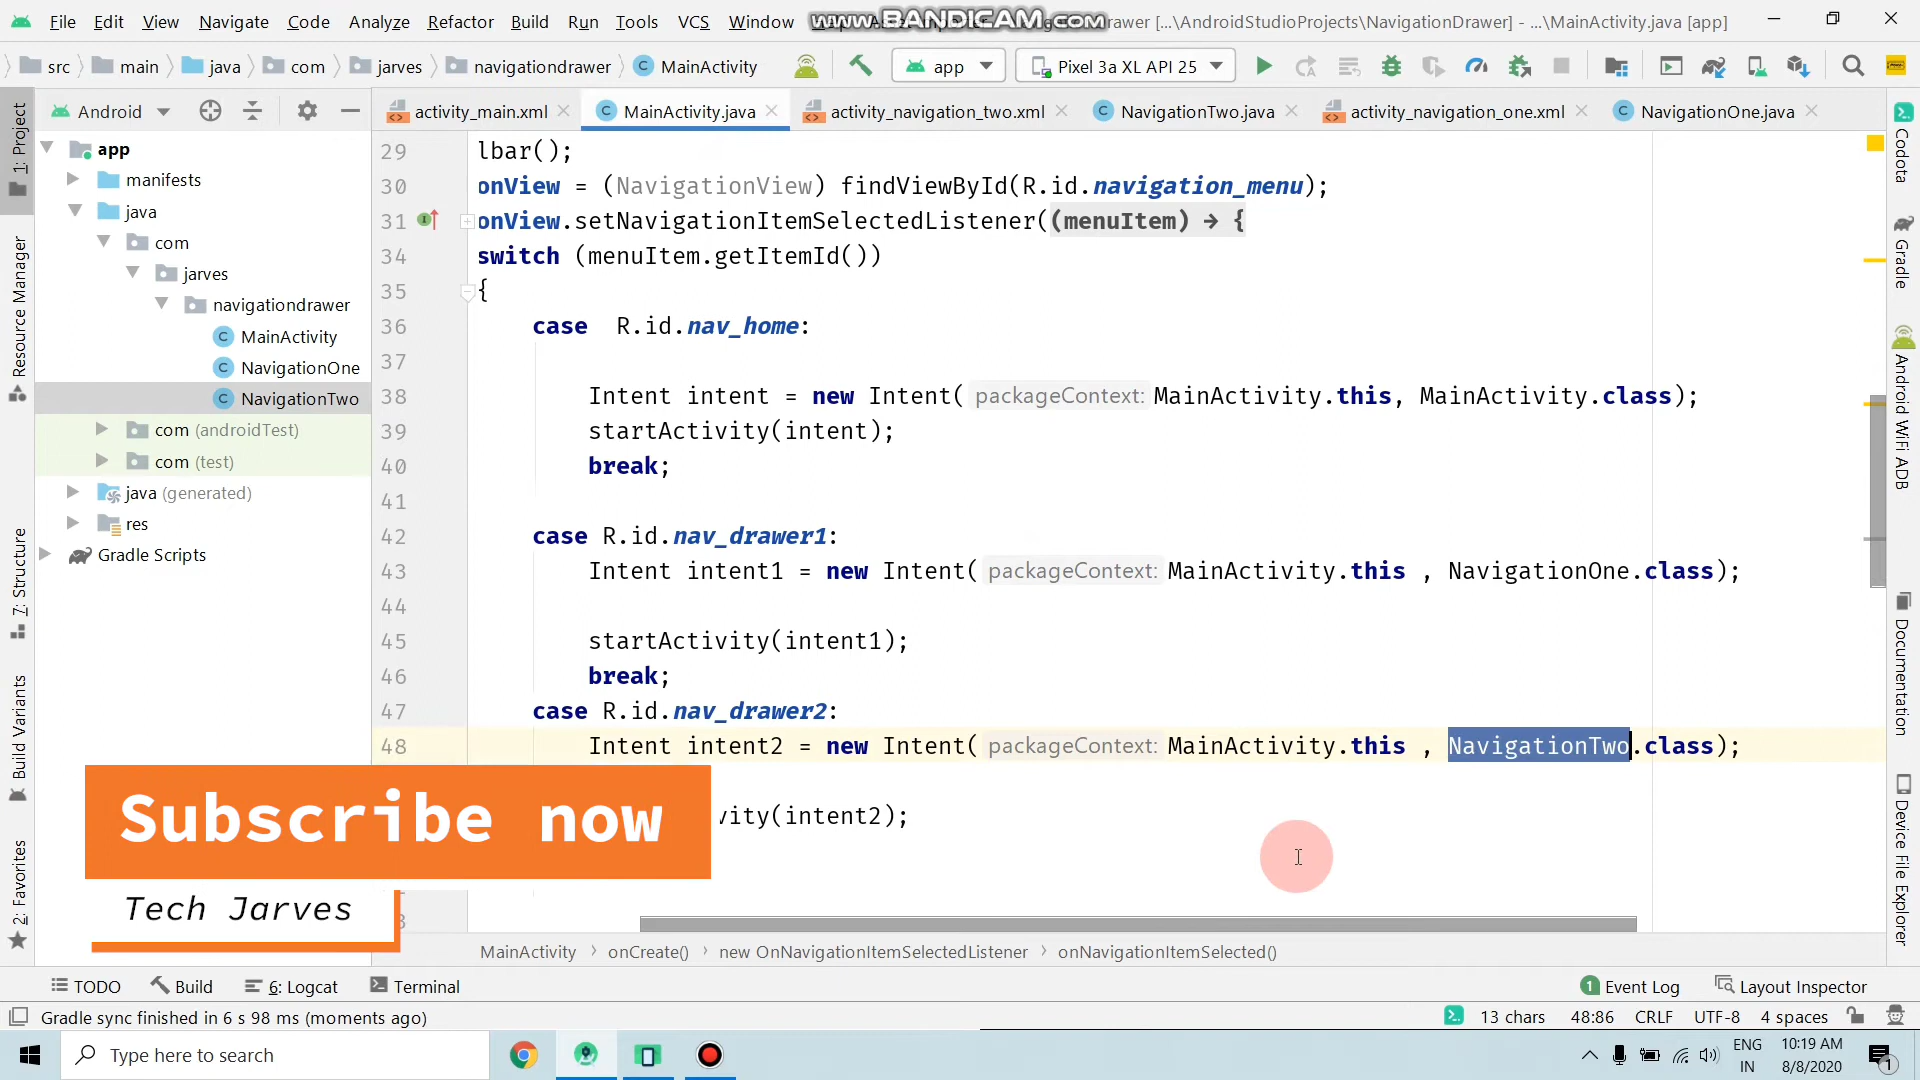 File Edit View Navigate Code Analyze Refactor Build Run Tools VCS Window www.BANDICAM.com Drawer [...\AndroidStudioProjects\NavigationDrawer] - ...\MainActivity.java [app]
src main java com jarves navigationdrawer MainActivity app Pixel 3a XL API 25
Android activity_main.xml MainActivity.java activity_navigation_two.xml NavigationTwo.java activity_navigation_one.xml NavigationOne.java
1: Project
Resource Manager
7: Structure
Build Variants
2: Favorites
app
manifests
java
com
jarves
navigationdrawer
MainActivity
NavigationOne
NavigationTwo
com (androidTest)
com (test)
java (generated)
res
Gradle Scripts
29 lbar();
30 onView = (NavigationView) findViewById(R.id.navigation_menu);
31 onView.setNavigationItemSelectedListener((menuItem) → {
34 switch (menuItem.getItemId())
35 {
36 case R.id.nav_home:
37
38 Intent intent = new Intent( packageContext: MainActivity.this, MainActivity.class);
39 startActivity(intent);
40 break;
41
42 case R.id.nav_drawer1:
43 Intent intent1 = new Intent( packageContext: MainActivity.this , NavigationOne.class);
44
45 startActivity(intent1);
46 break;
47 case R.id.nav_drawer2:
48 Intent intent2 = new Intent( packageContext: MainActivity.this , NavigationTwo.class);
vity(intent2);
Subscribe now
Tech Jarves
MainActivity onCreate() new OnNavigationItemSelectedListener onNavigationItemSelected()
Codota
Gradle
Android WiFi ADB
Documentation
Device File Explorer
TODO Build 6: Logcat Terminal 1 Event Log Layout Inspector
Gradle sync finished in 6 s 98 ms (moments ago) 13 chars 48:86 CRLF UTF-8 4 spaces
Type here to search ENG IN 10:19 AM 8/8/2020 1